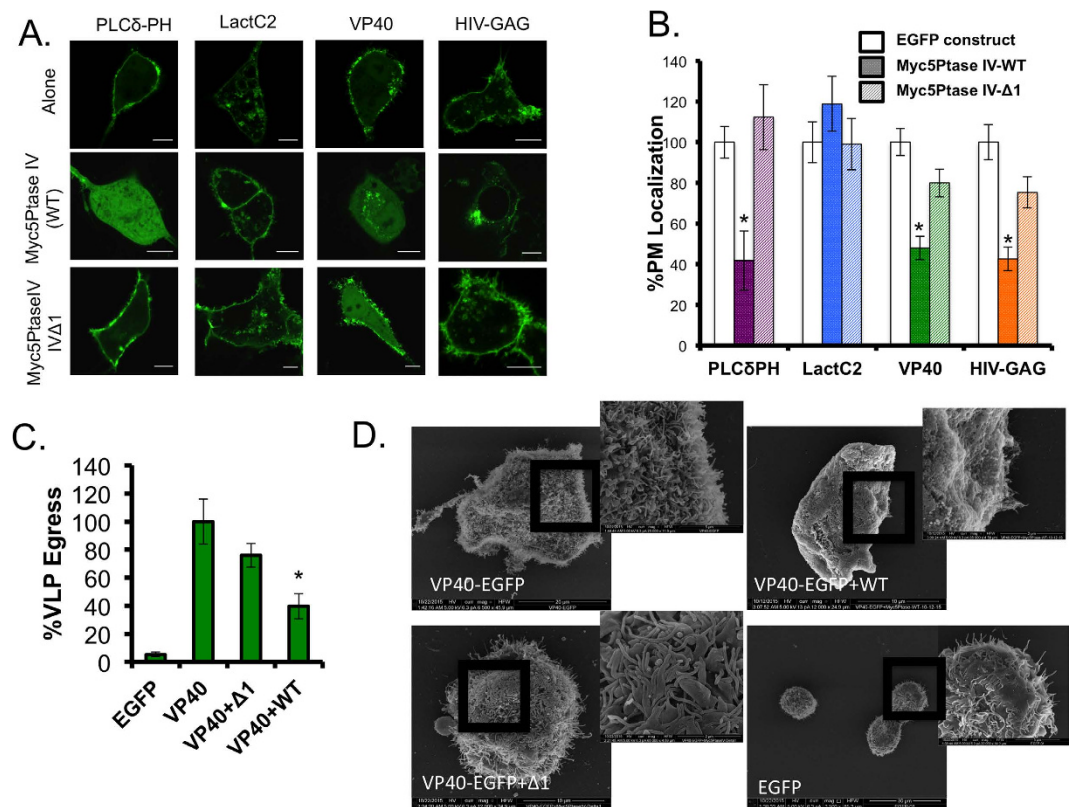 A.
PLCδ-PH LactC2 VP40 HIV-GAG
Alone
Myc5Ptase IV
(WT)
Myc5PtaseIV
IVΔ1
B.
EGFP construct
Myc5Ptase IV-WT
Myc5Ptase IV-Δ1
%PM Localization
140
120
100
80
60
40
20
0
*
*
*
PLCδPH LactC2 VP40 HIV-GAG
C.
%VLP Egress
140
120
100
80
60
40
20
0
*
EGFP
VP40
VP40+Δ1
VP40+WT
D.
VP40-EGFP
VP40-EGFP+WT
VP40-EGFP+Δ1
EGFP